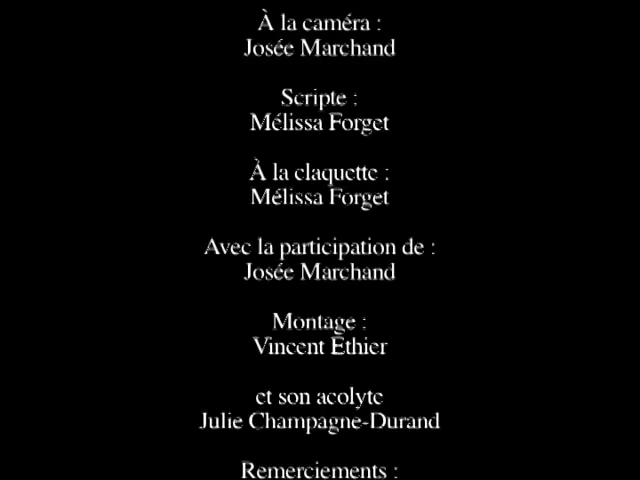 À la caméra :
Josée Marchand
Scripte :
Mélissa Forget
À la claquette :
Mélissa Forget
Avec la participation de :
Josée Marchand
Montage :
Vincent Ethier
et son acolyte
Julie Champagne-Durand
Remerciements :